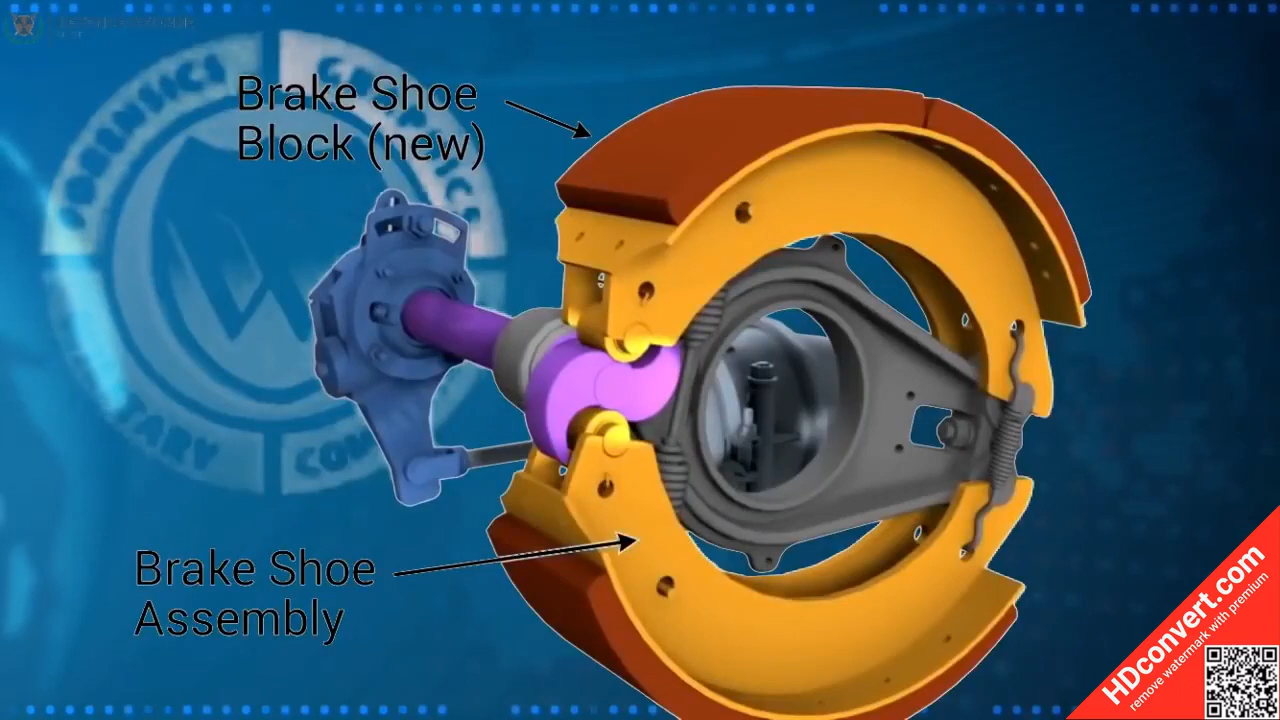 Brake Shoe
Block (new)
Brake Shoe
Assembly
HDconvert.com
remove watermark with premium